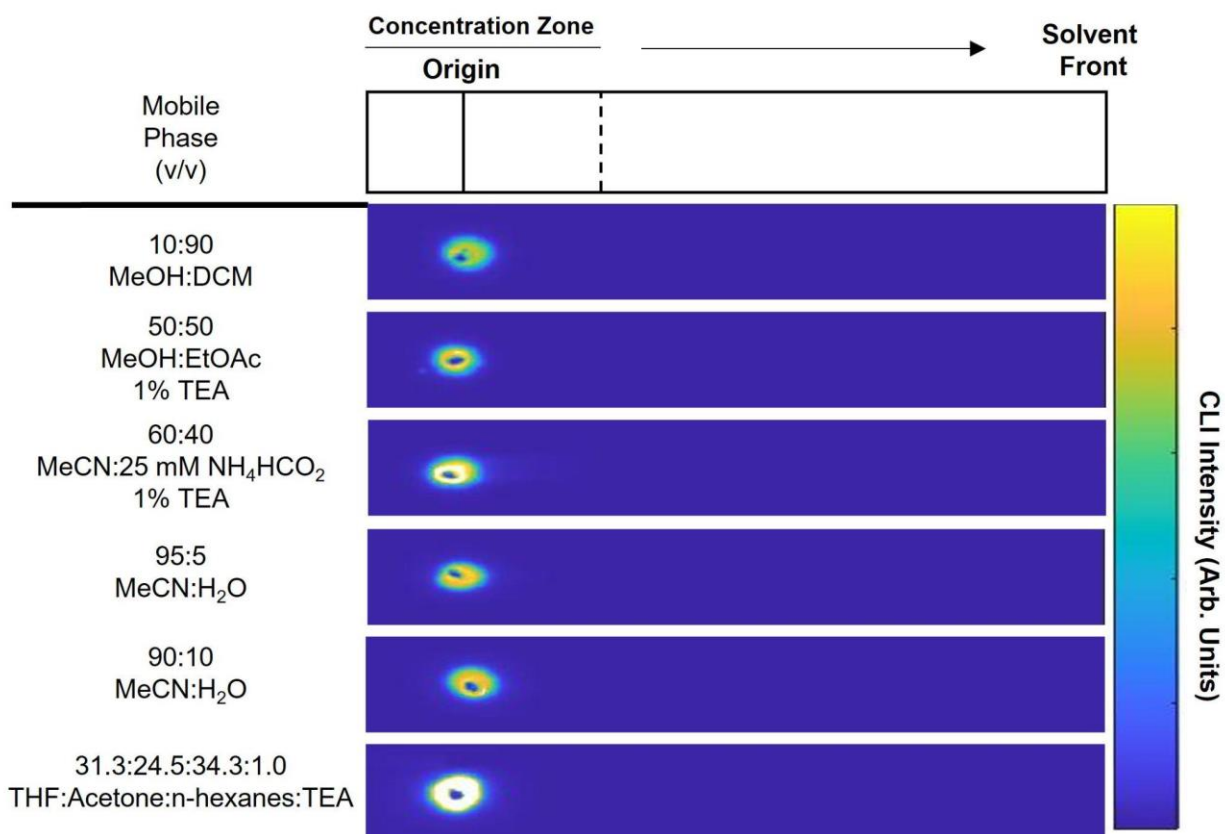 Concentration Zone
Origin
Solvent
Front
Mobile
Phase
(v/v)
10:90
MeOH:DCM
50:50
MeOH:EtOAc
1% TEA
60:40
MeCN:25 mM NH₄HCO₂
1% TEA
95:5
MeCN:H₂O
90:10
MeCN:H₂O
31.3:24.5:34.3:1.0
THF:Acetone:n-hexanes:TEA
CLI Intensity (Arb. Units)